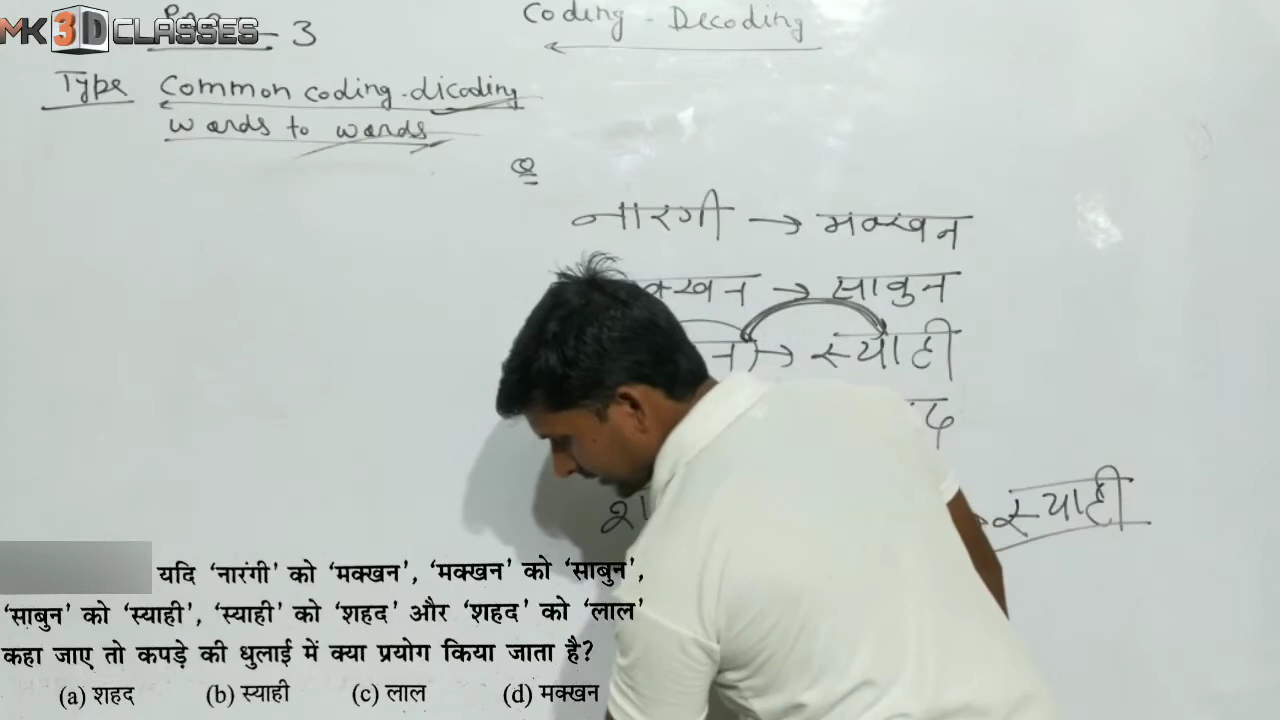 MK3D CLASSES
3
Coding - Decoding
Type Common coding-dicoding
words to words
Q
नारंगी → मक्खन
क्खन → साबुन
न → स्याही
द
श
स्याही
यदि 'नारंगी' को 'मक्खन', 'मक्खन' को 'साबुन',
'साबुन' को 'स्याही', 'स्याही' को 'शहद' और 'शहद' को 'लाल'
कहा जाए तो कपड़े की धुलाई में क्या प्रयोग किया जाता है?
(a) शहद (b) स्याही (c) लाल (d) मक्खन